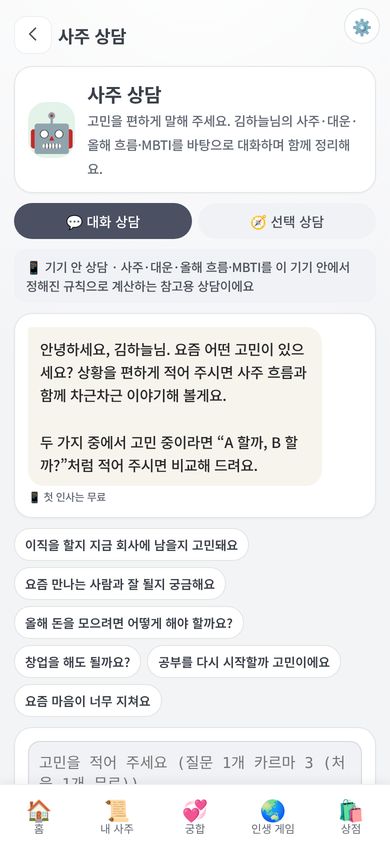 사주 상담
사주 상담
고민을 편하게 말해 주세요. 김하늘님의 사주·대운·
올해 흐름·MBTI를 바탕으로 대화하며 함께 정리해
요.
💬 대화 상담
🧭 선택 상담
📱 기기 안 상담 · 사주·대운·올해 흐름·MBTI를 이 기기 안에서
정해진 규칙으로 계산하는 참고용 상담이에요
안녕하세요, 김하늘님. 요즘 어떤 고민이 있으
세요? 상황을 편하게 적어 주시면 사주 흐름과
함께 차근차근 이야기해 볼게요.
두 가지 중에서 고민 중이라면 “A 할까, B 할
까?”처럼 적어 주시면 비교해 드려요.
📱 첫 인사는 무료
이직을 할지 지금 회사에 남을지 고민돼요
요즘 만나는 사람과 잘 될지 궁금해요
올해 돈을 모으려면 어떻게 해야 할까요?
창업을 해도 될까요?
공부를 다시 시작할까 고민이에요
요즘 마음이 너무 지쳐요
고민을 적어 주세요 (질문 1개 카르마 3 (처
음 1개 무료))
홈
내 사주
궁합
인생 게임
상점